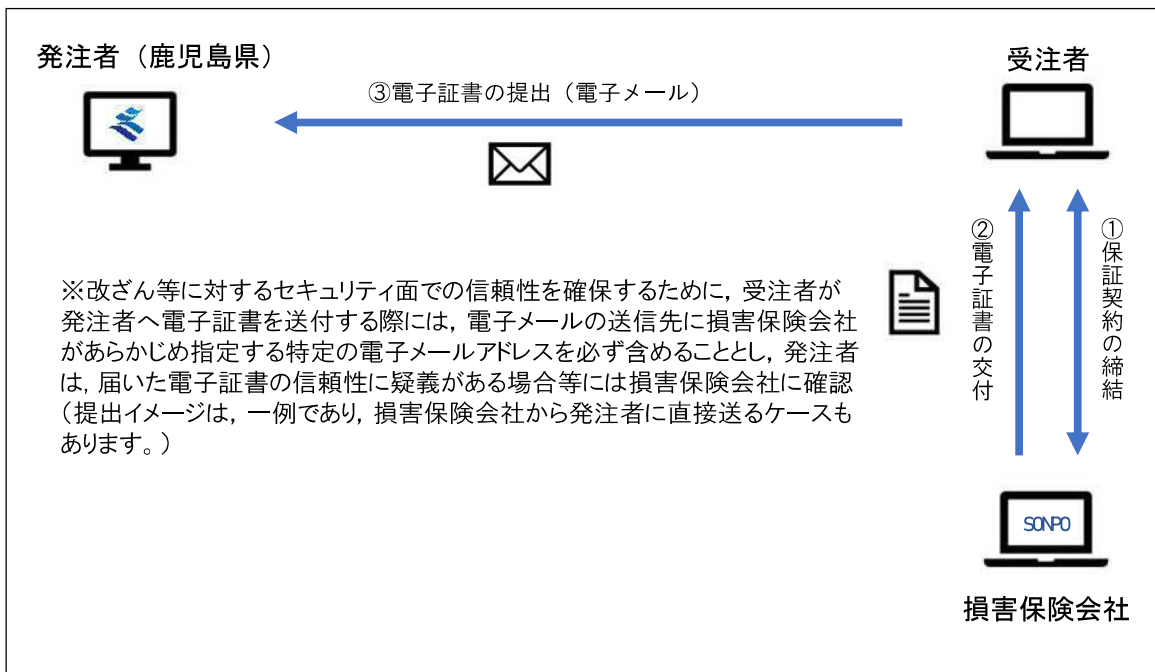 発注者（鹿児島県）
受注者
③電子証書の提出（電子メール）
②電子証書の交付
①保証契約の締結
※改ざん等に対するセキュリティ面での信頼性を確保するために，受注者が
発注者へ電子証書を送付する際には，電子メールの送信先に損害保険会社
があらかじめ指定する特定の電子メールアドレスを必ず含めることとし，発注者
は，届いた電子証書の信頼性に疑義がある場合等には損害保険会社に確認
（提出イメージは，一例であり，損害保険会社から発注者に直接送るケースも
あります。）
SONPO
損害保険会社